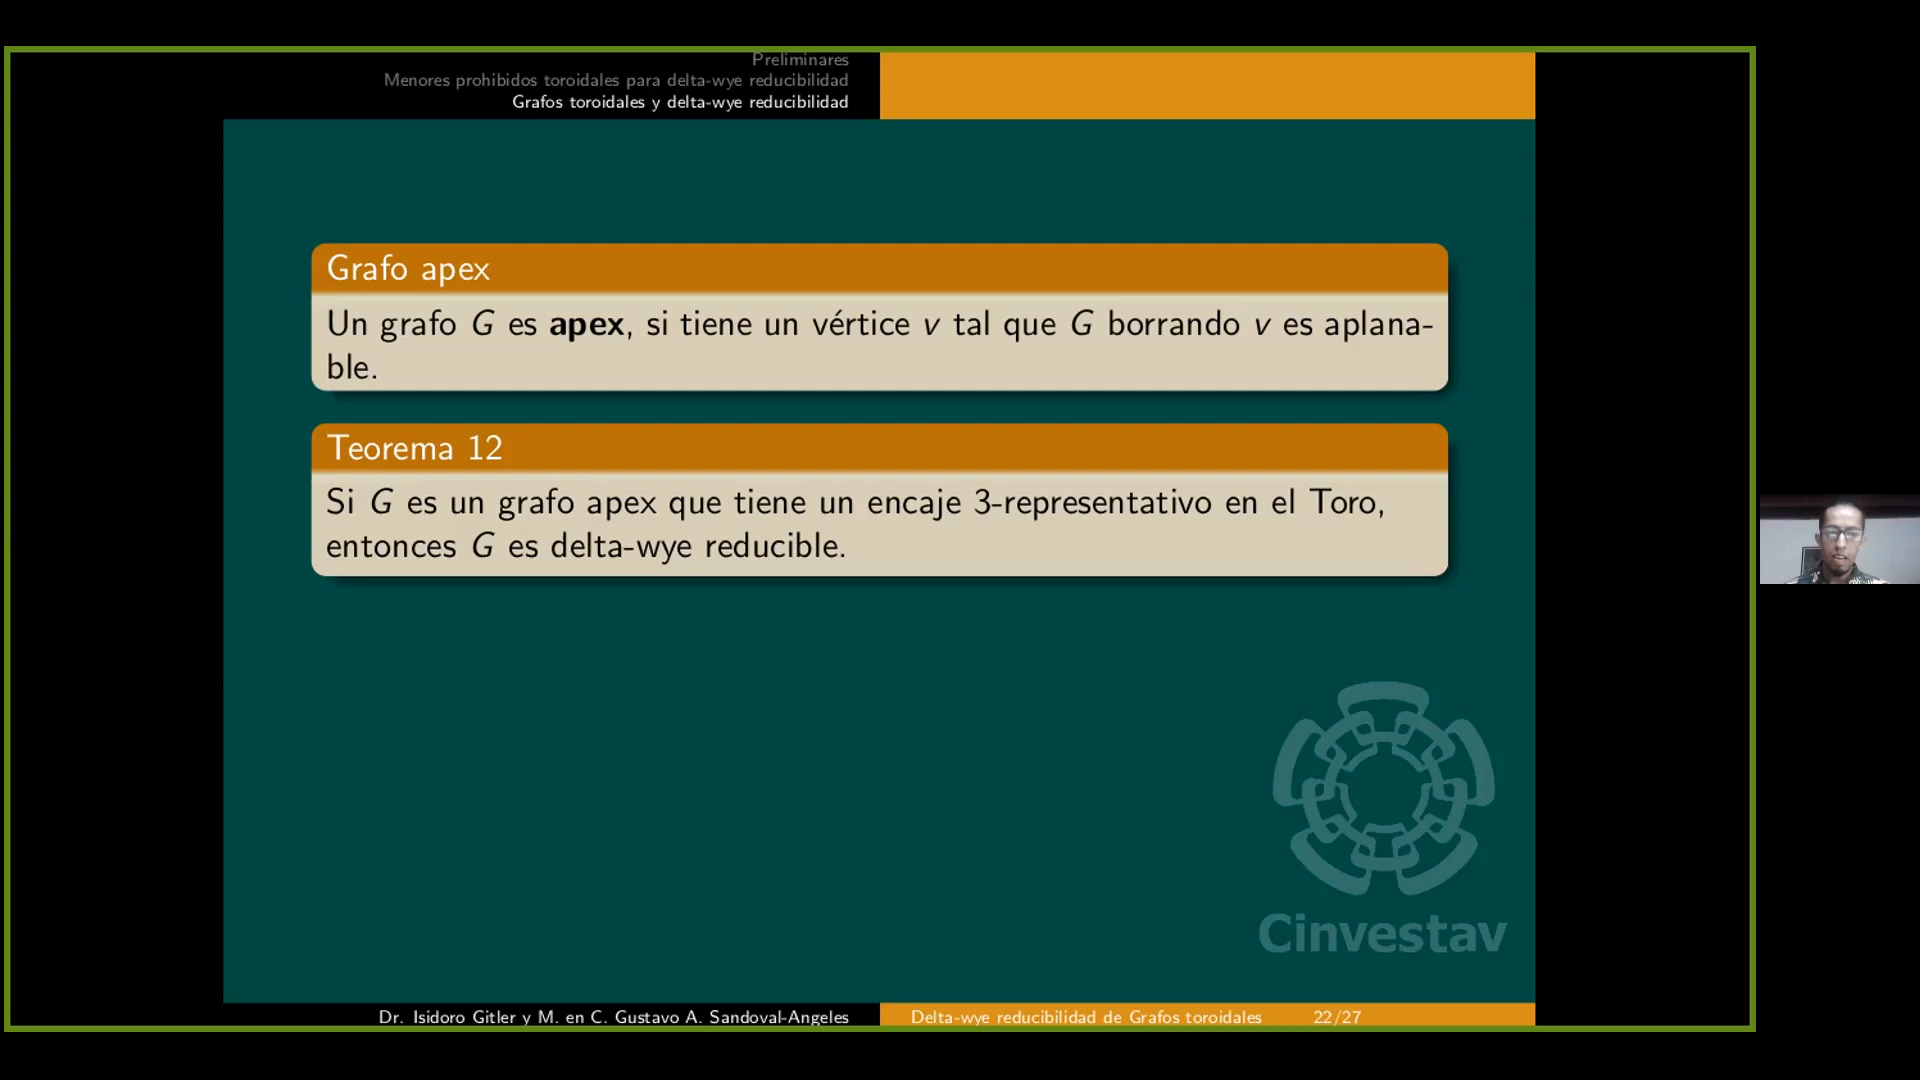 Preliminares
Menores prohibidos toroidales para delta-wye reducibilidad
Grafos toroidales y delta-wye reducibilidad
Grafo apex
Un grafo G es apex, si tiene un vértice v tal que G borrando v es aplana-
ble.
Teorema 12
Si G es un grafo apex que tiene un encaje 3-representativo en el Toro,
entonces G es delta-wye reducible.
Cinvestav
Dr. Isidoro Gitler y M. en C. Gustavo A. Sandoval-Angeles
Delta-wye reducibilidad de Grafos toroidales
22/27